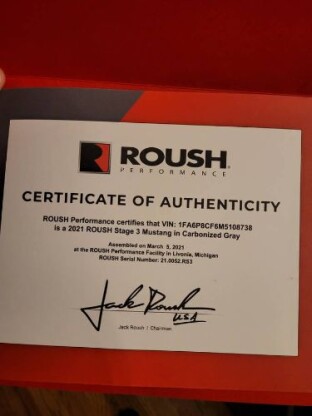 ROUSH
PERFORMANCE
CERTIFICATE OF AUTHENTICITY
ROUSH Performance certifies that VIN: 1FA6P8CF6M5108738
is a 2021 ROUSH Stage 3 Mustang in Carbonized Gray
Assembled on March 5, 2021
at the ROUSH Performance Facility in Livonia, Michigan
ROUSH Serial Number: 21.0052.RS3
Jack Roush
USA
Jack Roush / Chairman